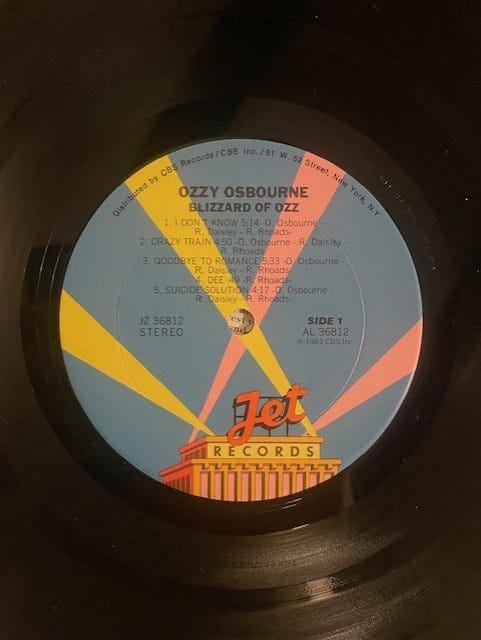 Distributed by CBS Records/CBS Inc./51 W. 52 Street, New York, N.Y.
OZZY OSBOURNE
BLIZZARD OF OZZ
1. I DON'T KNOW 5:14 -O. Osbourne -
R. Daisley - R. Rhoads-
2. CRAZY TRAIN 4:50 -O. Osbourne - R. Daisley -
R. Rhoads
3. GOODBYE TO ROMANCE 5:33 -O. Osbourne -
R. Daisley - R. Rhoads-
4. DEE :49 -R. Rhoads-
5. SUICIDE SOLUTION 4:17 -O. Osbourne -
R. Daisley - R. Rhoads-
JZ 36812
STEREO
SIDE 1
AL 36812
℗ 1981 CBS Inc.
Jet
RECORDS